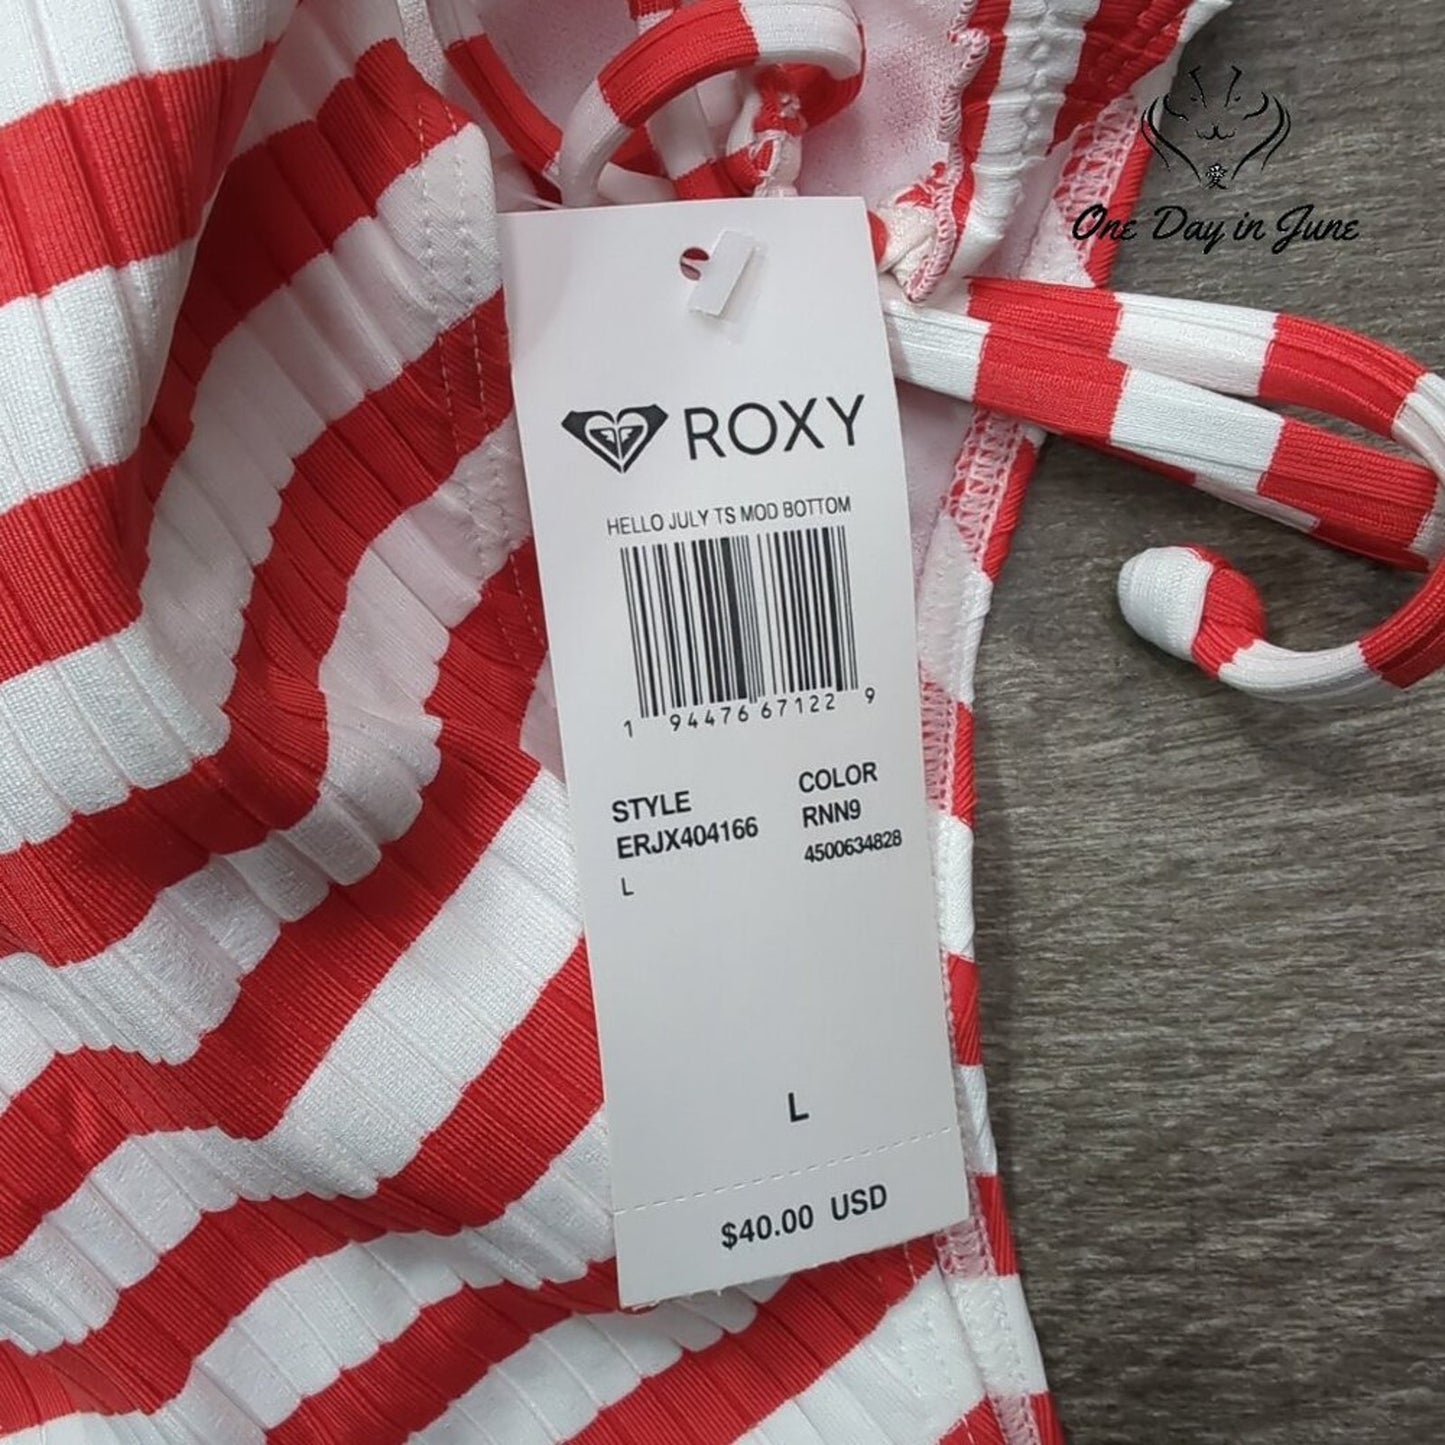 愛
One Day in June
ROXY
HELLO JULY TS MOD BOTTOM
1 94476 67122 9
STYLE COLOR
ERJX404166 RNN9
L 4500634828
L
$40.00 USD